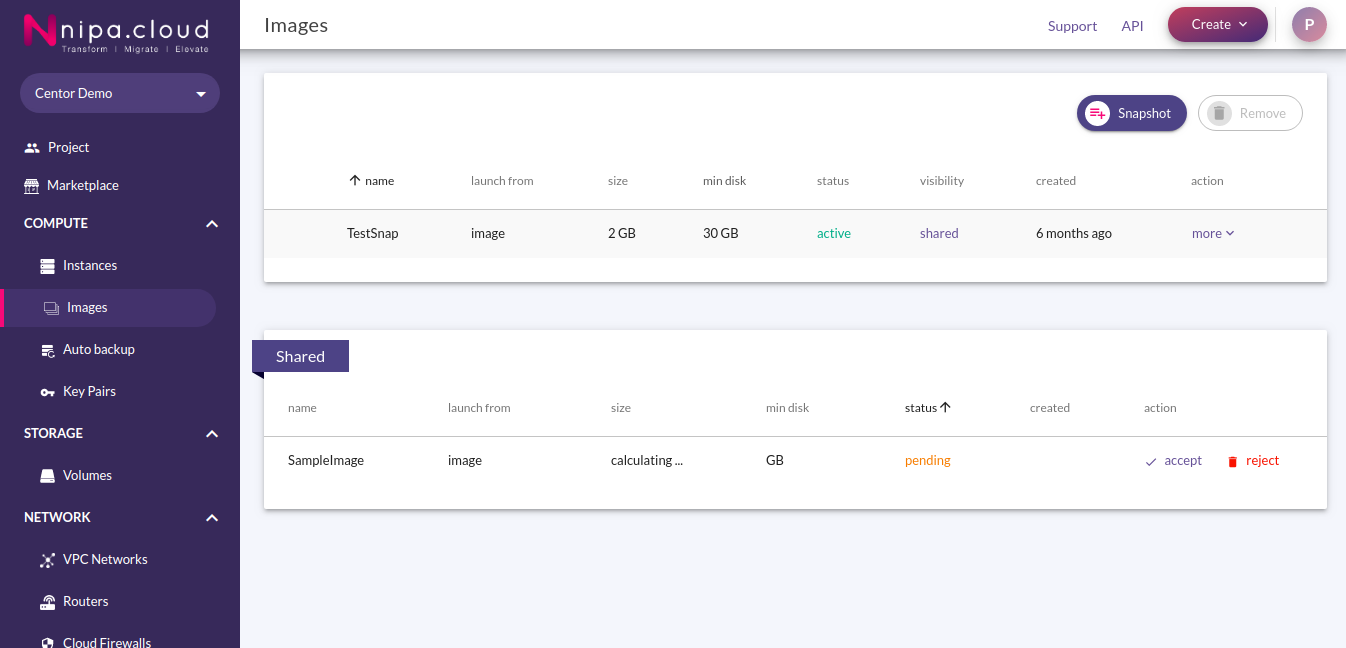 nipa.cloud
Transform | Migrate | Elevate
Images
Support API Create P
Centor Demo
Project
Marketplace
COMPUTE
Instances
Images
Auto backup
Key Pairs
STORAGE
Volumes
NETWORK
VPC Networks
Routers
Cloud Firewalls
Snapshot Remove
name launch from size min disk status visibility created action
TestSnap image 2 GB 30 GB active shared 6 months ago more
Shared
name launch from size min disk status created action
SampleImage image calculating ... GB pending accept reject